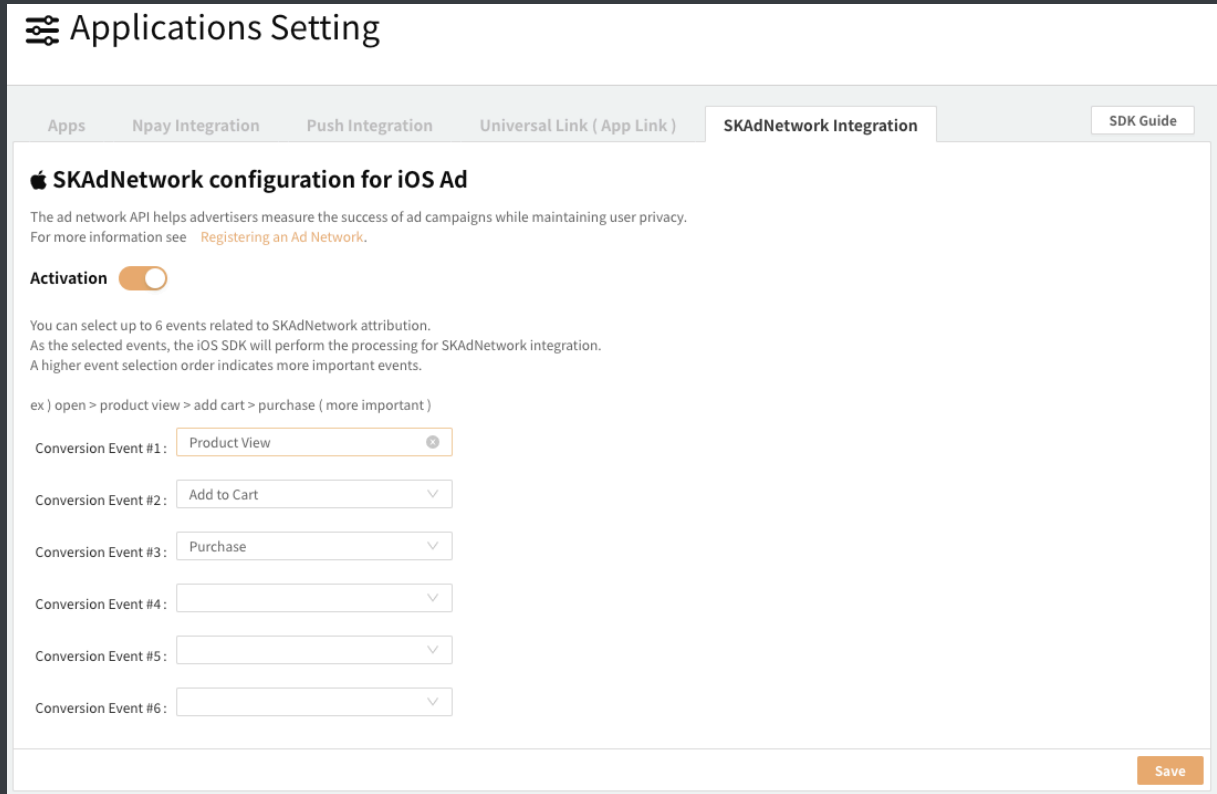 Applications Setting
Apps
Npay Integration
Push Integration
Universal Link ( App Link )
SKAdNetwork Integration
SDK Guide
SKAdNetwork configuration for iOS Ad
The ad network API helps advertisers measure the success of ad campaigns while maintaining user privacy.
For more information see Registering an Ad Network.
Activation
You can select up to 6 events related to SKAdNetwork attribution.
As the selected events, the iOS SDK will perform the processing for SKAdNetwork integration.
A higher event selection order indicates more important events.
ex ) open > product view > add cart > purchase ( more important )
Conversion Event #1 : Product View
Conversion Event #2 : Add to Cart
Conversion Event #3 : Purchase
Conversion Event #4 :
Conversion Event #5 :
Conversion Event #6 :
Save